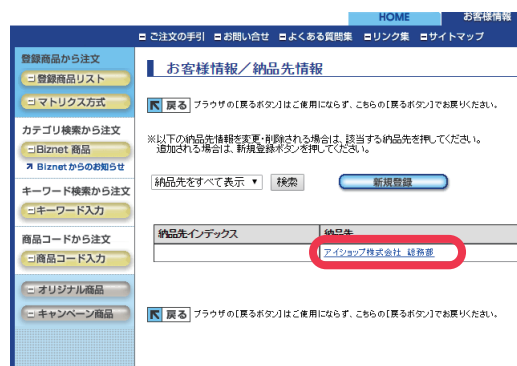 HOME お客様情報
ご注文の手引 お問い合せ よくある質問集 リンク集 サイトマップ
登録商品から注文
登録商品リスト
マトリクス方式
カテゴリ検索から注文
Biznet 商品
Biznetからのお知らせ
キーワード検索から注文
キーワード入力
商品コードから注文
商品コード入力
オリジナル商品
キャンペーン商品
お客様情報／納品先情報
戻る ブラウザの[戻るボタン]はご使用にならず、こちらの[戻るボタン]でお戻りください。
※以下の納品先情報を変更・削除される場合は、該当する納品先を押してください。
追加される場合は、新規登録ボタンを押してください。
納品先をすべて表示 ▼ 検索 新規登録
納品先インデックス 納品先
アイショップ株式会社 総務部
戻る ブラウザの[戻るボタン]はご使用にならず、こちらの[戻るボタン]でお戻りください。